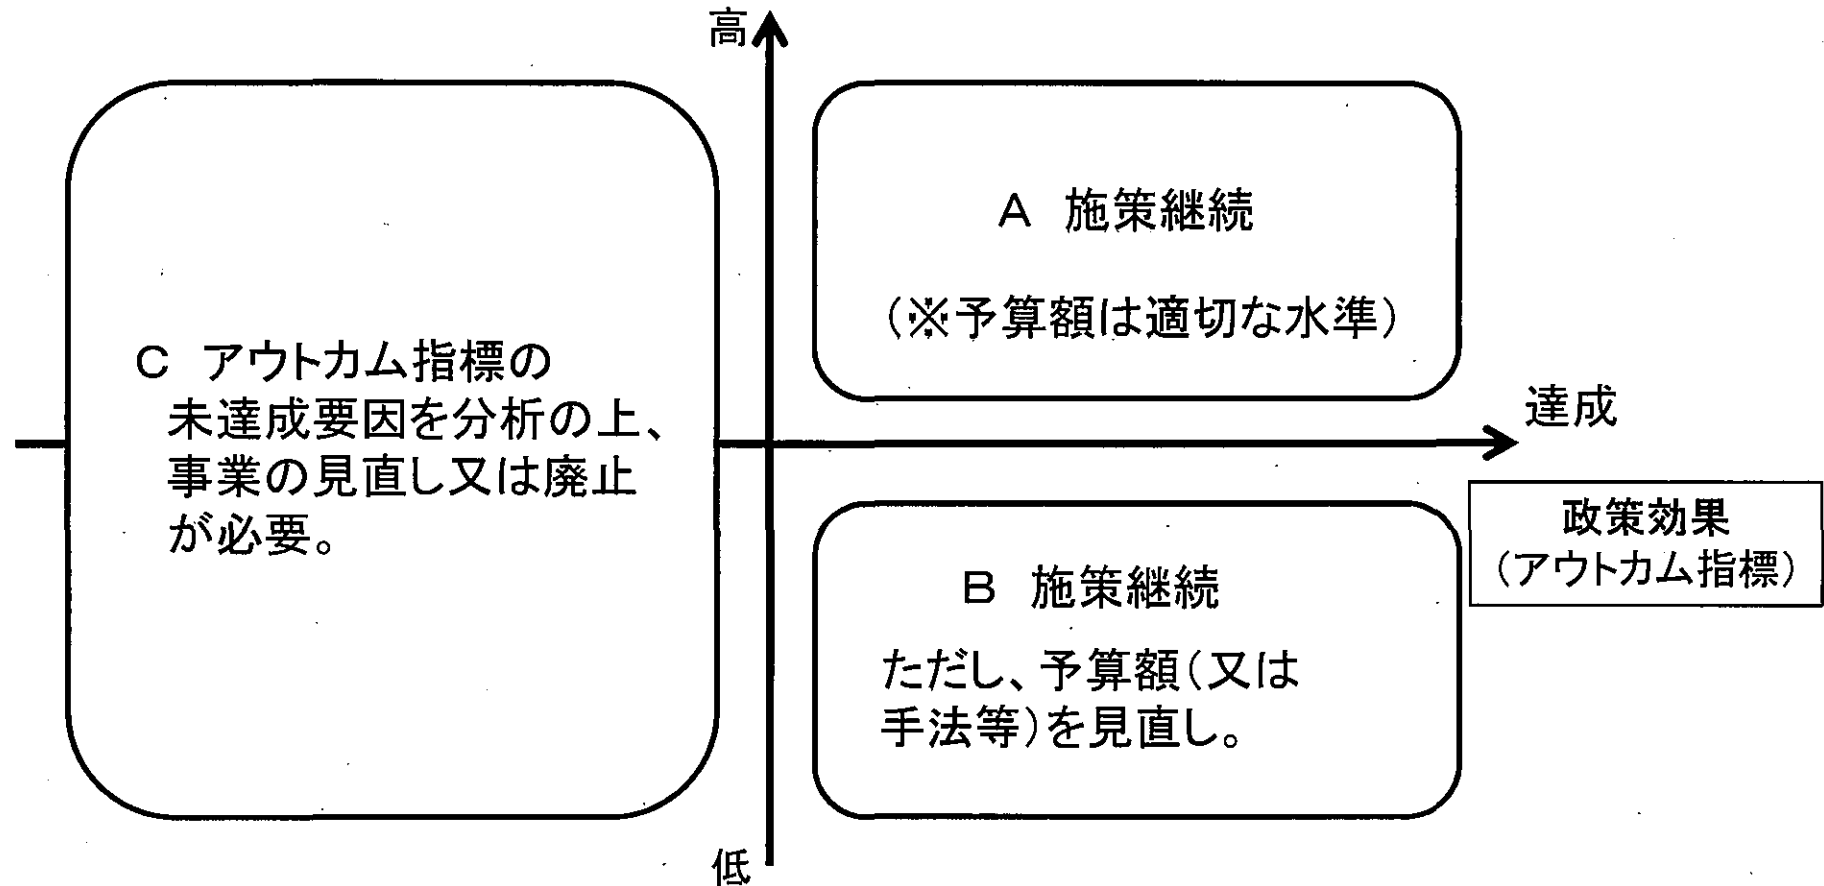 高
A 施策継続
(※予算額は適切な水準)
C アウトカム指標の
未達成要因を分析の上、
事業の見直し又は廃止
が必要。
達成
政策効果
(アウトカム指標)
B 施策継続
ただし、予算額(又は
手法等)を見直し。
低